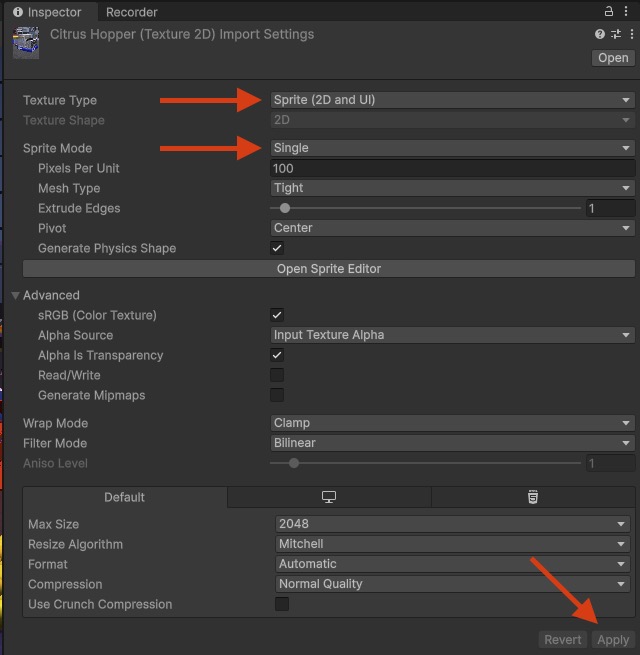 Inspector Recorder
Citrus Hopper (Texture 2D) Import Settings
Open
Texture Type Sprite (2D and UI)
Texture Shape 2D
Sprite Mode Single
Pixels Per Unit 100
Mesh Type Tight
Extrude Edges 1
Pivot Center
Generate Physics Shape
Open Sprite Editor
Advanced
sRGB (Color Texture)
Alpha Source Input Texture Alpha
Alpha Is Transparency
Read/Write
Generate Mipmaps
Wrap Mode Clamp
Filter Mode Bilinear
Aniso Level 1
Default
Max Size 2048
Resize Algorithm Mitchell
Format Automatic
Compression Normal Quality
Use Crunch Compression
Revert Apply